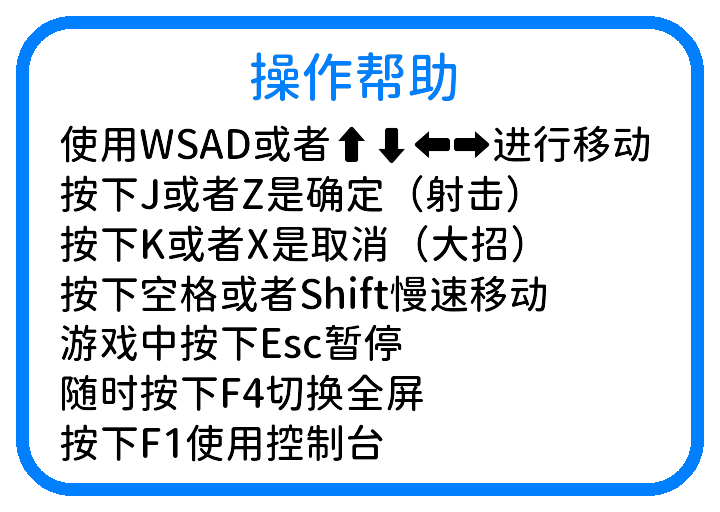 操作帮助
使用WSAD或者⬆⬇⬅➡进行移动
按下J或者Z是确定（射击）
按下K或者X是取消（大招）
按下空格或者Shift慢速移动
游戏中按下Esc暂停
随时按下F4切换全屏
按下F1使用控制台